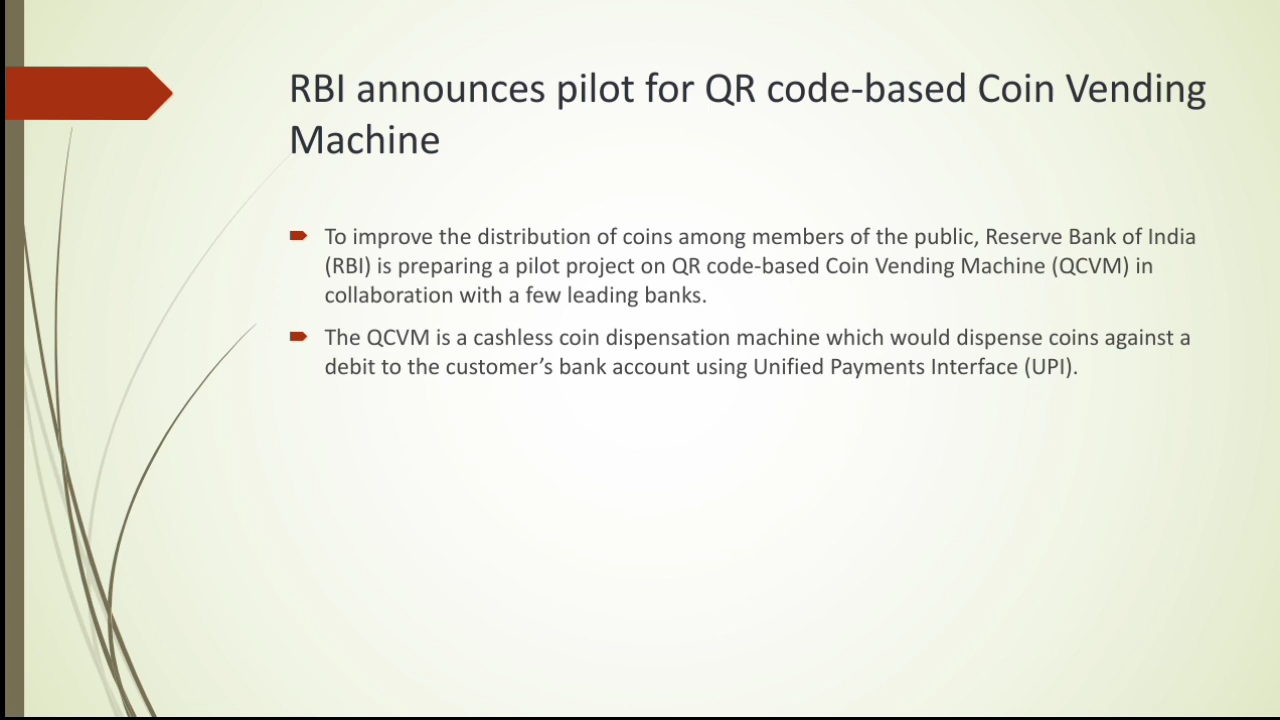 RBI announces pilot for QR code-based Coin Vending
Machine
To improve the distribution of coins among members of the public, Reserve Bank of India
(RBI) is preparing a pilot project on QR code-based Coin Vending Machine (QCVM) in
collaboration with a few leading banks.
The QCVM is a cashless coin dispensation machine which would dispense coins against a
debit to the customer’s bank account using Unified Payments Interface (UPI).